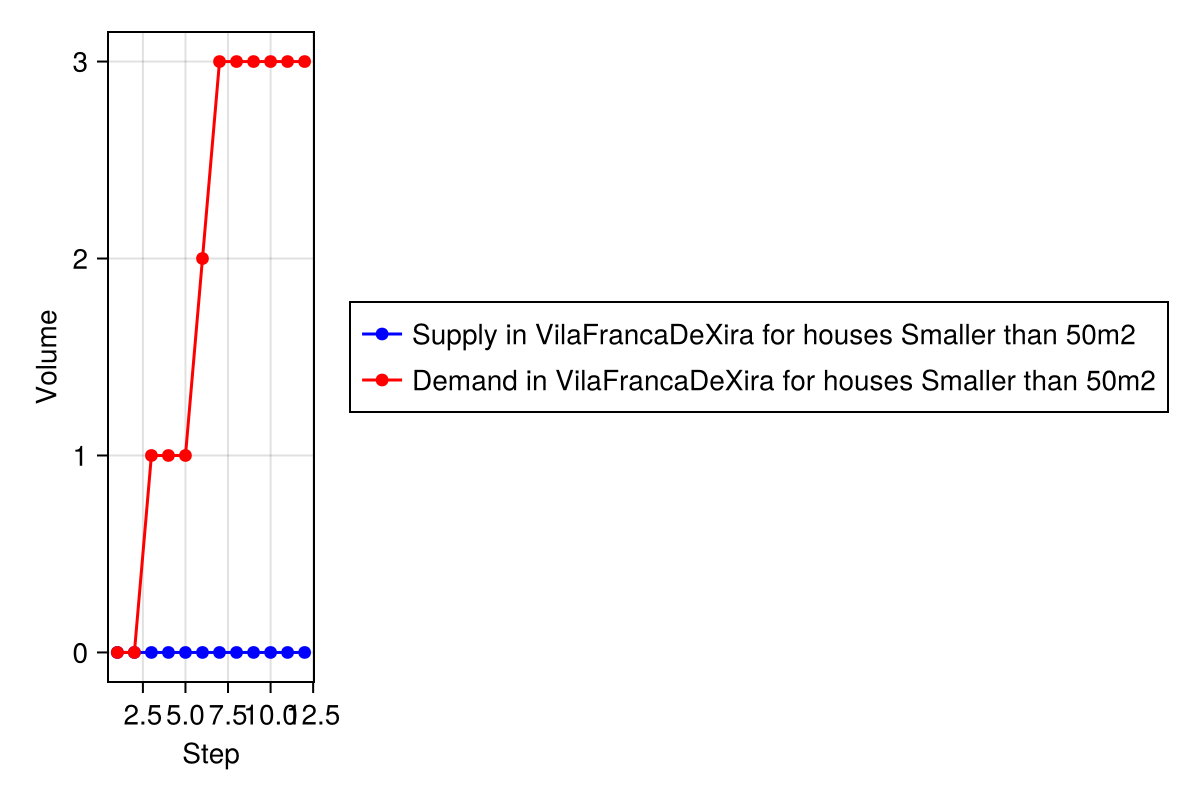 3
2
1
0
Volume
2.5 5.0 7.5 10.0 12.5
Step
Supply in VilaFrancaDeXira for houses Smaller than 50m2
Demand in VilaFrancaDeXira for houses Smaller than 50m2